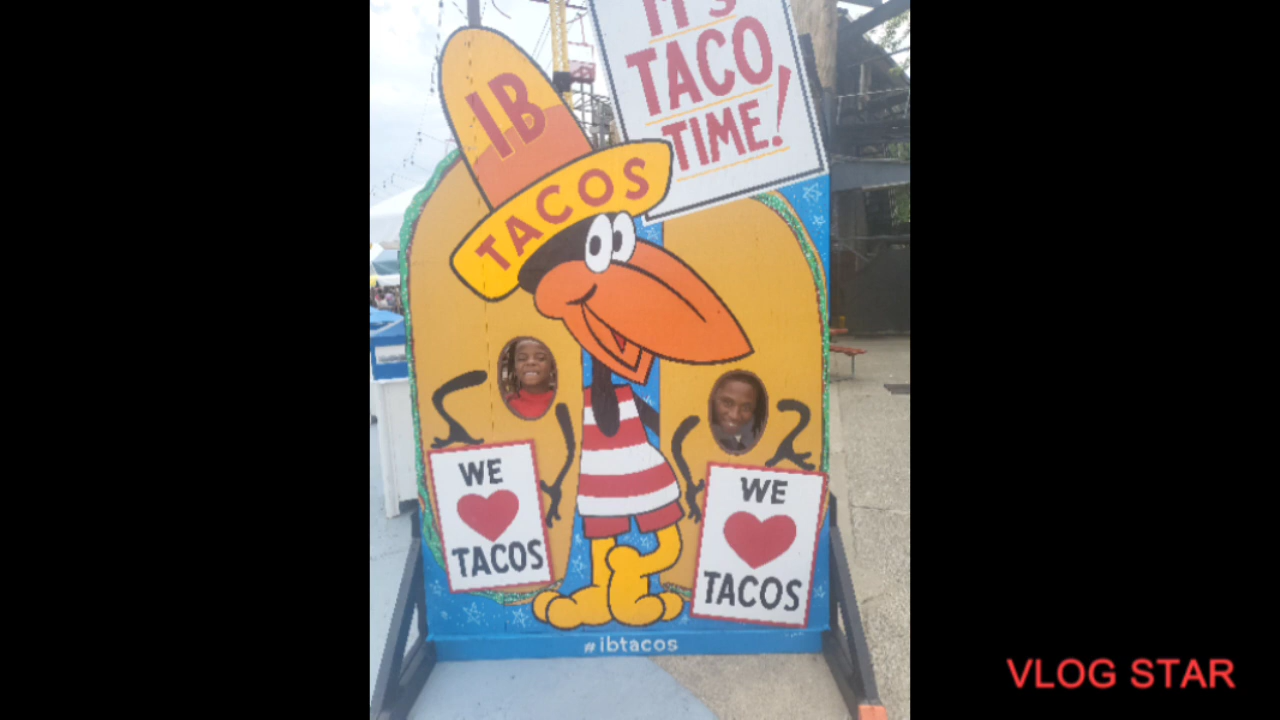 IT'S
TACO
TIME!
IB
TACOS
WE
TACOS
WE
TACOS
#ibtacos
VLOG STAR